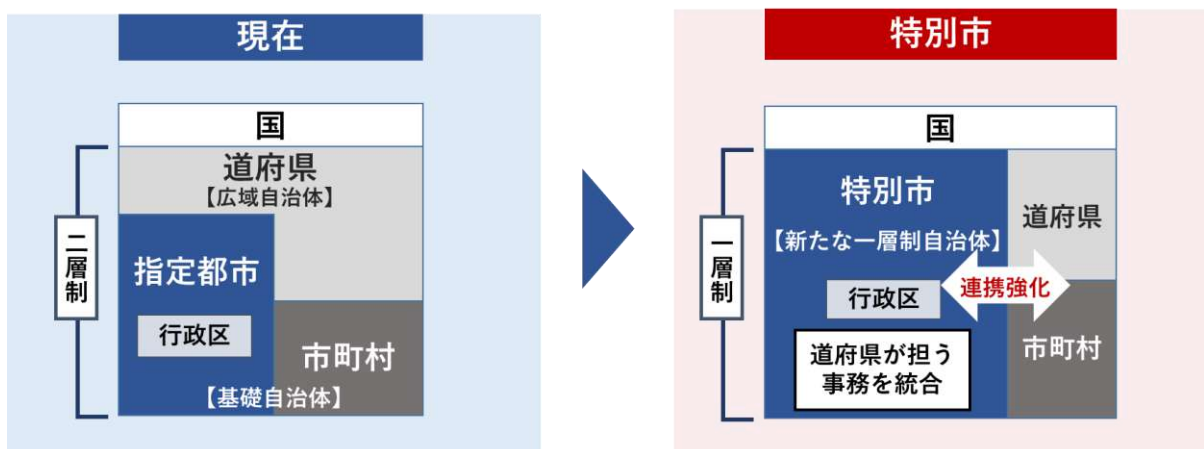 現在
国
道府県
【広域自治体】
二層制
指定都市
行政区
市町村
【基礎自治体】
特別市
国
特別市
【新たな一層制自治体】
道府県
一層制
連携強化
行政区
道府県が担う
事務を統合
市町村